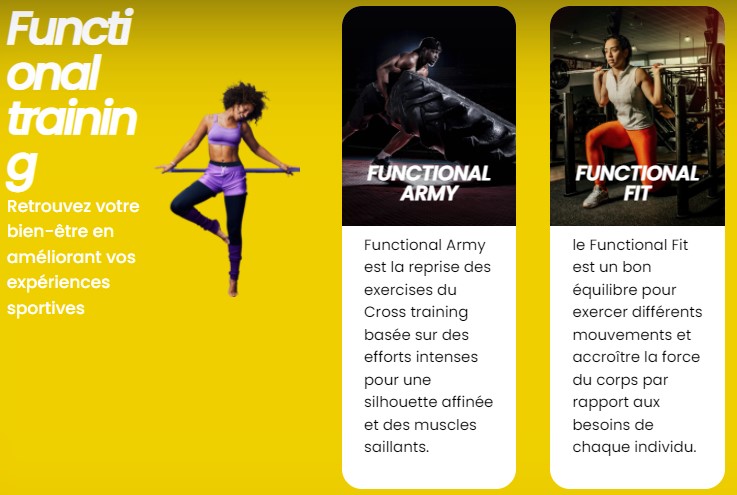 Functi
onal
trainin
g
Retrouvez votre
bien-être en
améliorant vos
expériences
sportives
FUNCTIONAL
ARMY
Functional Army
est la reprise des
exercises du
Cross training
basée sur des
efforts intenses
pour une
silhouette affinée
et des muscles
saillants.
FUNCTIONAL
FIT
le Functional Fit
est un bon
équilibre pour
exercer différents
mouvements et
accroître la force
du corps par
rapport aux
besoins de
chaque individu.